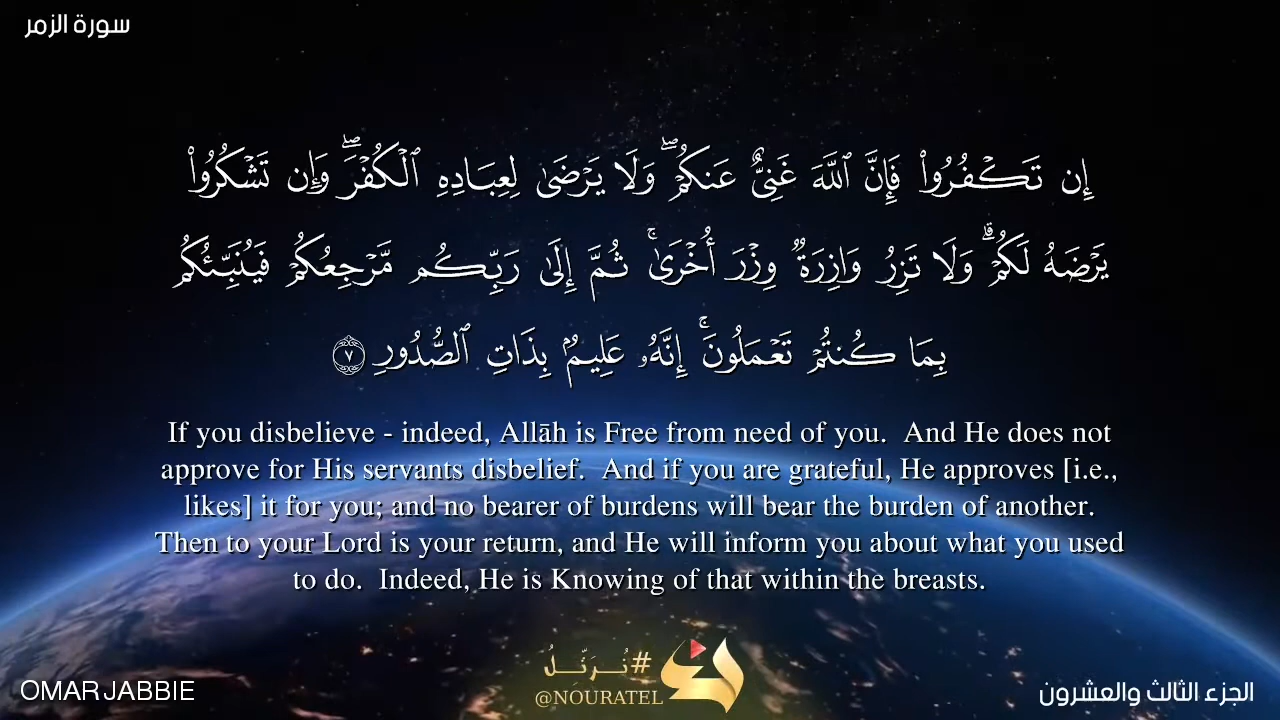 سورة الزمر
إِن تَكْفُرُوا۟ فَإِنَّ ٱللَّهَ غَنِىٌّ عَنكُمْ ۖ وَلَا يَرْضَىٰ لِعِبَادِهِ ٱلْكُفْرَ ۖ وَإِن تَشْكُرُوا۟
يَرْضَهُ لَكُمْ ۗ وَلَا تَزِرُ وَازِرَةٌ وِزْرَ أُخْرَىٰ ۚ ثُمَّ إِلَىٰ رَبِّكُم مَّرْجِعُكُمْ فَيُنَبِّئُكُم
بِمَا كُنتُمْ تَعْمَلُونَ ۚ إِنَّهُۥ عَلِيمٌۢ بِذَاتِ ٱلصُّدُورِ ٧
If you disbelieve - indeed, Allāh is Free from need of you. And He does not
approve for His servants disbelief. And if you are grateful, He approves [i.e.,
likes] it for you; and no bearer of burdens will bear the burden of another.
Then to your Lord is your return, and He will inform you about what you used
to do. Indeed, He is Knowing of that within the breasts.
#نُرَتِّلُ
@NOURATEL
OMAR JABBIE
الجزء الثالث والعشرون